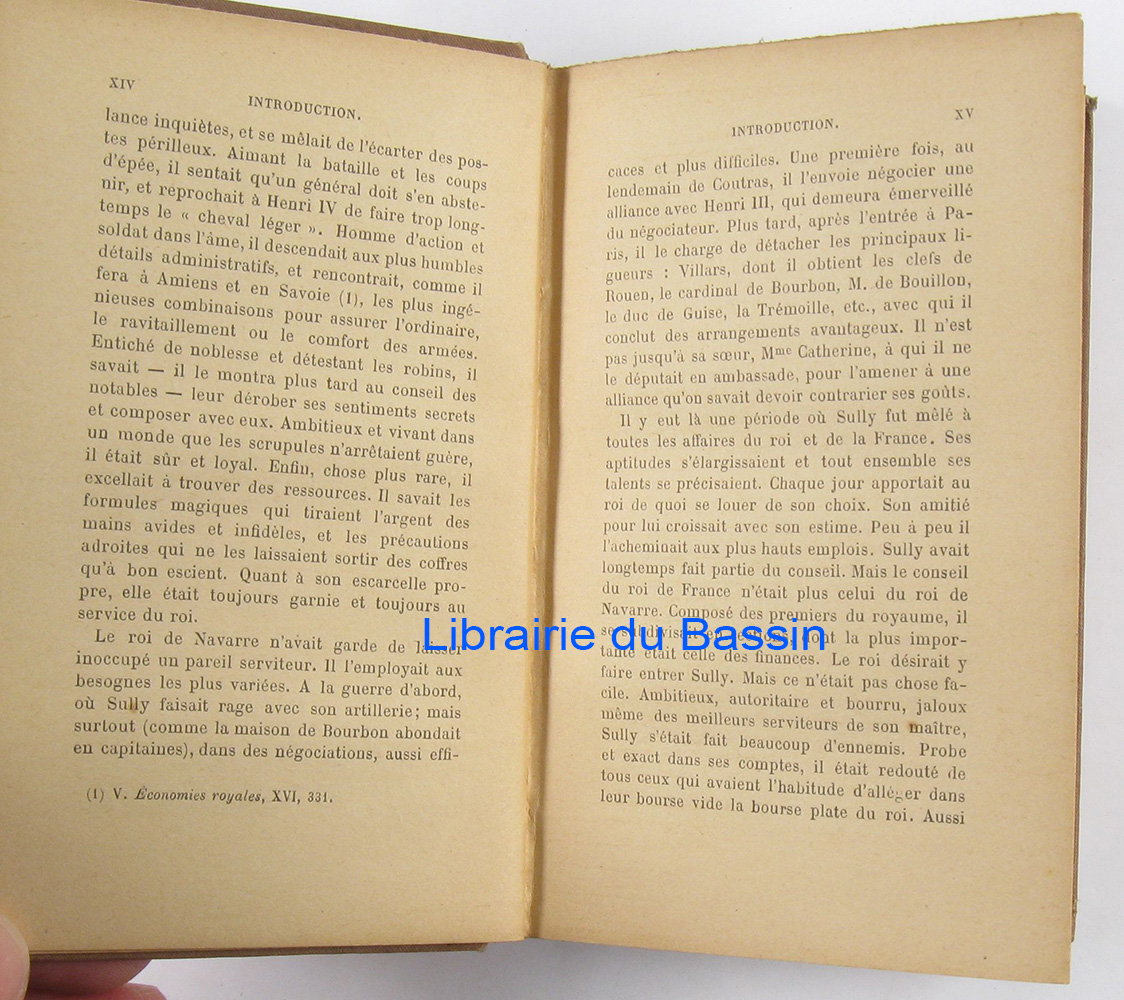 XIV
INTRODUCTION.
lance inquiètes, et se mêlait de l'écarter des pos-
tes périlleux. Aimant la bataille et les coups
d'épée, il sentait qu'un général doit s'en abste-
nir, et reprochait à Henri IV de faire trop long-
temps le « cheval léger ». Homme d'action et
soldat dans l'âme, il descendait aux plus humbles
détails administratifs, et rencontrait, comme il
fera à Amiens et en Savoie (1), les plus ingé-
nieuses combinaisons pour assurer l'ordinaire,
le ravitaillement ou le comfort des armées.
Entiché de noblesse et détestant les robins, il
savait — il le montra plus tard au conseil des
notables — leur dérober ses sentiments secrets
et composer avec eux. Ambitieux et vivant dans
un monde que les scrupules n'arrêtaient guère,
il était sûr et loyal. Enfin, chose plus rare, il
excellait à trouver des ressources. Il savait les
formules magiques qui tiraient l'argent des
mains avides et infidèles, et les précautions
adroites qui ne les laissaient sortir des coffres
qu'à bon escient. Quant à son escarcelle pro-
pre, elle était toujours garnie et toujours au
service du roi.
Le roi de Navarre n'avait garde de laisser
inoccupé un pareil serviteur. Il l'employait aux
besognes les plus variées. A la guerre d'abord,
où Sully faisait rage avec son artillerie; mais
surtout (comme la maison de Bourbon abondait
en capitaines), dans des négociations, aussi effi-
(1) V. Économies royales, XVI, 331.
INTRODUCTION.
XV
caces et plus difficiles. Une première fois, au
lendemain de Coutras, il l'envoie négocier une
alliance avec Henri III, qui demeura émerveillé
du négociateur. Plus tard, après l'entrée à Pa-
ris, il le charge de détacher les principaux li-
gueurs : Villars, dont il obtient les clefs de
Rouen, le cardinal de Bourbon, M. de Bouillon,
le duc de Guise, la Trémoille, etc., avec qui il
conclut des arrangements avantageux. Il n'est
pas jusqu'à sa sœur, Mme Catherine, à qui il ne
le députait en ambassade, pour l'amener à une
alliance qu'on savait devoir contrarier ses goûts.
Il y eut là une période où Sully fut mêlé à
toutes les affaires du roi et de la France. Ses
aptitudes s'élargissaient et tout ensemble ses
talents se précisaient. Chaque jour apportait au
roi de quoi se louer de son choix. Son amitié
pour lui croissait avec son estime. Peu à peu il
l'acheminait aux plus hauts emplois. Sully avait
longtemps fait partie du conseil. Mais le conseil
du roi de France n'était plus celui du roi de
Navarre. Composé des premiers du royaume, il
se subdivisait en sections dont la plus impor-
tante était celle des finances. Le roi désirait y
faire entrer Sully. Mais ce n'était pas chose fa-
cile. Ambitieux, autoritaire et bourru, jaloux
même des meilleurs serviteurs de son maître,
Sully s'était fait beaucoup d'ennemis. Probe
et exact dans ses comptes, il était redouté de
tous ceux qui avaient l'habitude d'alléger dans
leur bourse vide la bourse plate du roi. Aussi
Librairie du Bassin